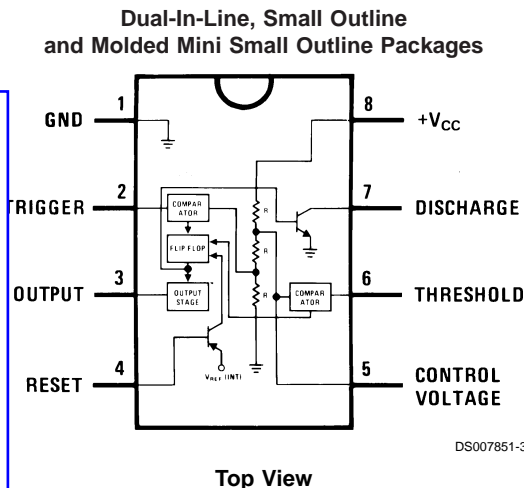 Dual-In-Line, Small Outline
and Molded Mini Small Outline Packages
1
GND
8
+VCC
2
TRIGGER
COMPAR
ATOR
R
7
DISCHARGE
FLIP FLOP
R
3
OUTPUT
OUTPUT
STAGE
R
COMPAR
ATOR
6
THRESHOLD
4
RESET
VREF (INT)
5
CONTROL
VOLTAGE
DS007851-3
Top View